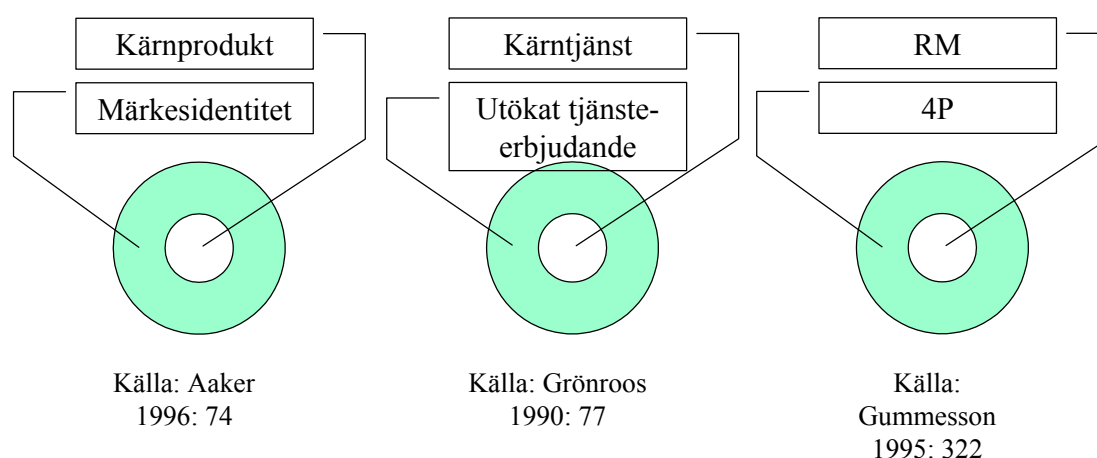 Kärnprodukt
Märkesidentitet
Källa: Aaker
1996: 74
Kärntjänst
Utökat tjänste-
erbjudande
Källa: Grönroos
1990: 77
RM
4P
Källa:
Gummesson
1995: 322